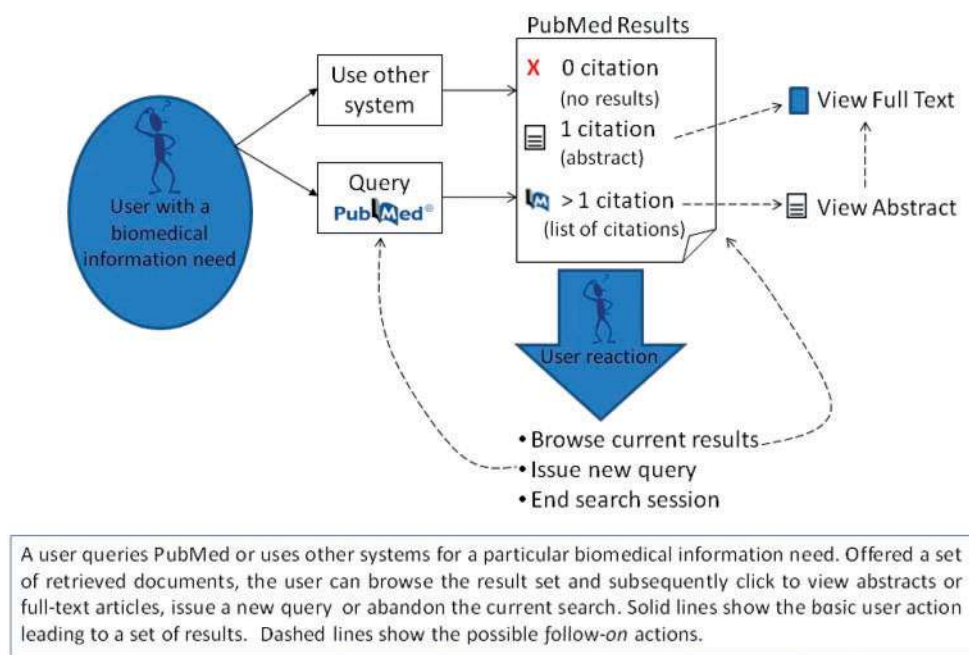 PubMed Results
Use other
system
X 0 citation
(no results)
1 citation
(abstract)
View Full Text
User with a
biomedical
information need
Query
PubMed®
> 1 citation
(list of citations)
View Abstract
User reaction
• Browse current results
• Issue new query
• End search session
A user queries PubMed or uses other systems for a particular biomedical information need. Offered a set
of retrieved documents, the user can browse the result set and subsequently click to view abstracts or
full-text articles, issue a new query or abandon the current search. Solid lines show the basic user action
leading to a set of results. Dashed lines show the possible follow-on actions.